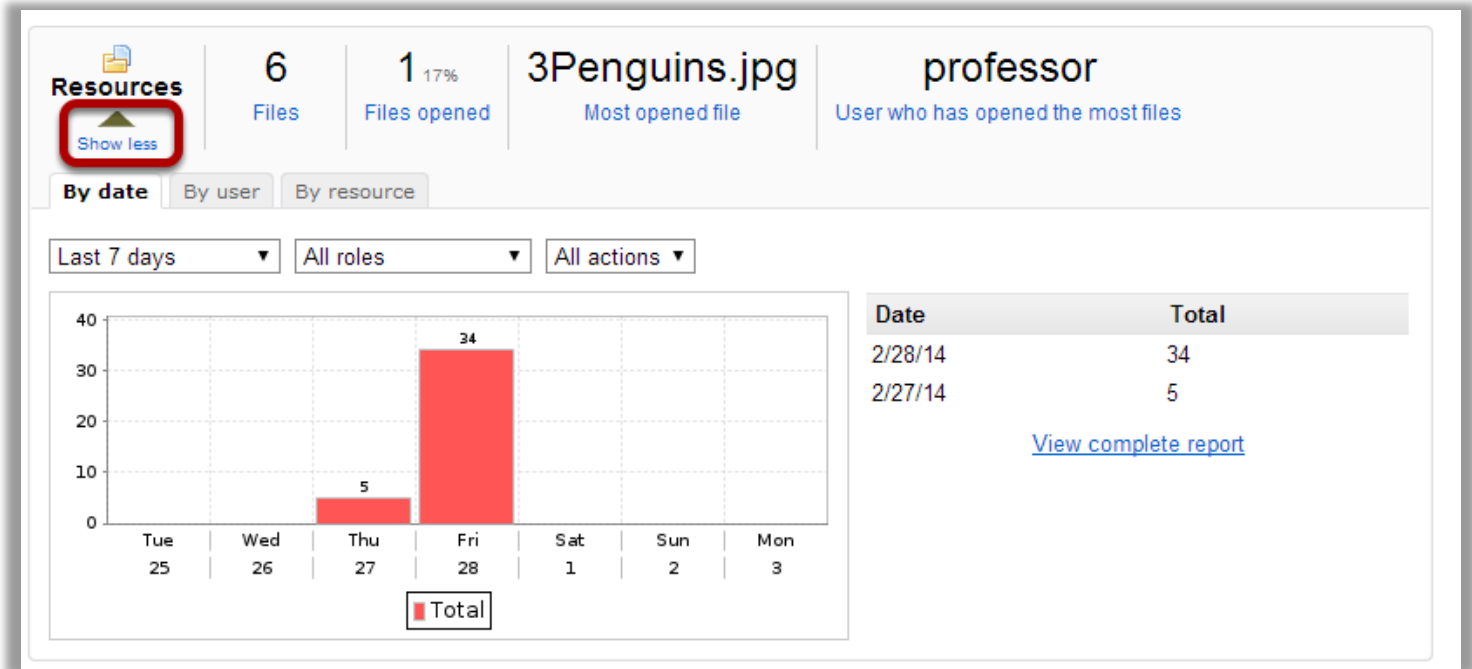 Resources
Show less
6
Files
1 17%
Files opened
3Penguins.jpg
Most opened file
professor
User who has opened the most files
By date By user By resource
Last 7 days All roles All actions
40
30
20
10
0
34
5
Tue Wed Thu Fri Sat Sun Mon
25 26 27 28 1 2 3
Total
Date Total
2/28/14 34
2/27/14 5
View complete report